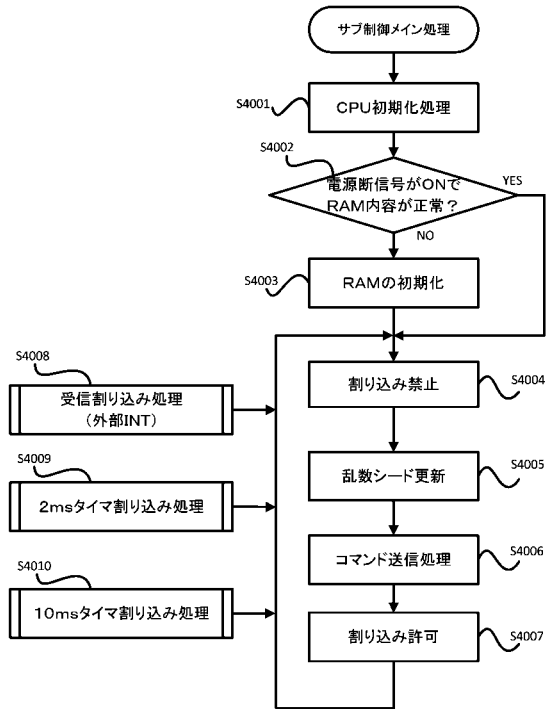 サブ制御メイン処理
S4001
CPU初期化処理
S4002
電源断信号がONで
RAM内容が正常？
YES
NO
S4003
RAMの初期化
S4008
受信割り込み処理
（外部INT）
割り込み禁止
S4004
S4009
2msタイマ割り込み処理
乱数シード更新
S4005
S4010
10msタイマ割り込み処理
コマンド送信処理
S4006
割り込み許可
S4007